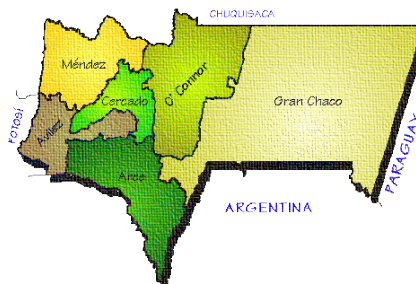 CHUQUISACA
Méndez
O' Connor
Cercado
Gran Chaco
POTOSÍ
Avilez
PARAGUAY
Arce
ARGENTINA